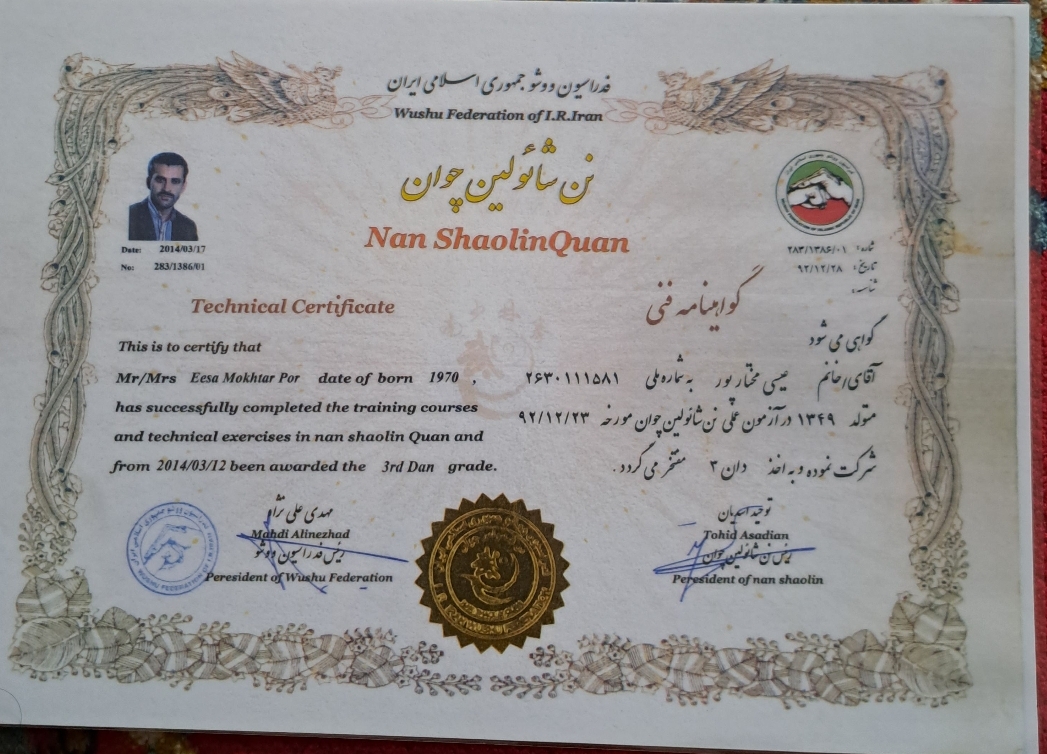 فدراسیون ووشو جمهوری اسلامی ایران
Wushu Federation of I.R.Iran
نن شائولین چوان
Nan ShaolinQuan
Date: 2014/03/17
No: 283/1386/01
شماره: ۲۸۳/۱۳۸۶/۰۱
تاریخ: ۹۲/۱۲/۲۸
Technical Certificate
This is to certify that
Mr/Mrs Eesa Mokhtar Por date of born 1970 ,
has successfully completed the training courses
and technical exercises in nan shaolin Quan and
from 2014/03/12 been awarded the 3rd Dan grade.
گواهینامه فنی
گواهی می شود
آقای/خانم عیسی مختار پور به شماره ملی ۲۶۳۰۱۱۱۵۸۱
متولد ۱۳۴۹ در آزمون عملی نن شائولین چوان مورخه ۹۲/۱۲/۲۳
شرکت نموده و به اخذ دان ۳ مفتخر می گردد.
مهدی علی نژاد
Mahdi Alinezhad
رییس فدراسیون ووشو
Peresident of Wushu Federation
توحید اسدیان
Tohid Asadian
رییس نن شائولین چوان
Peresident of nan shaolin